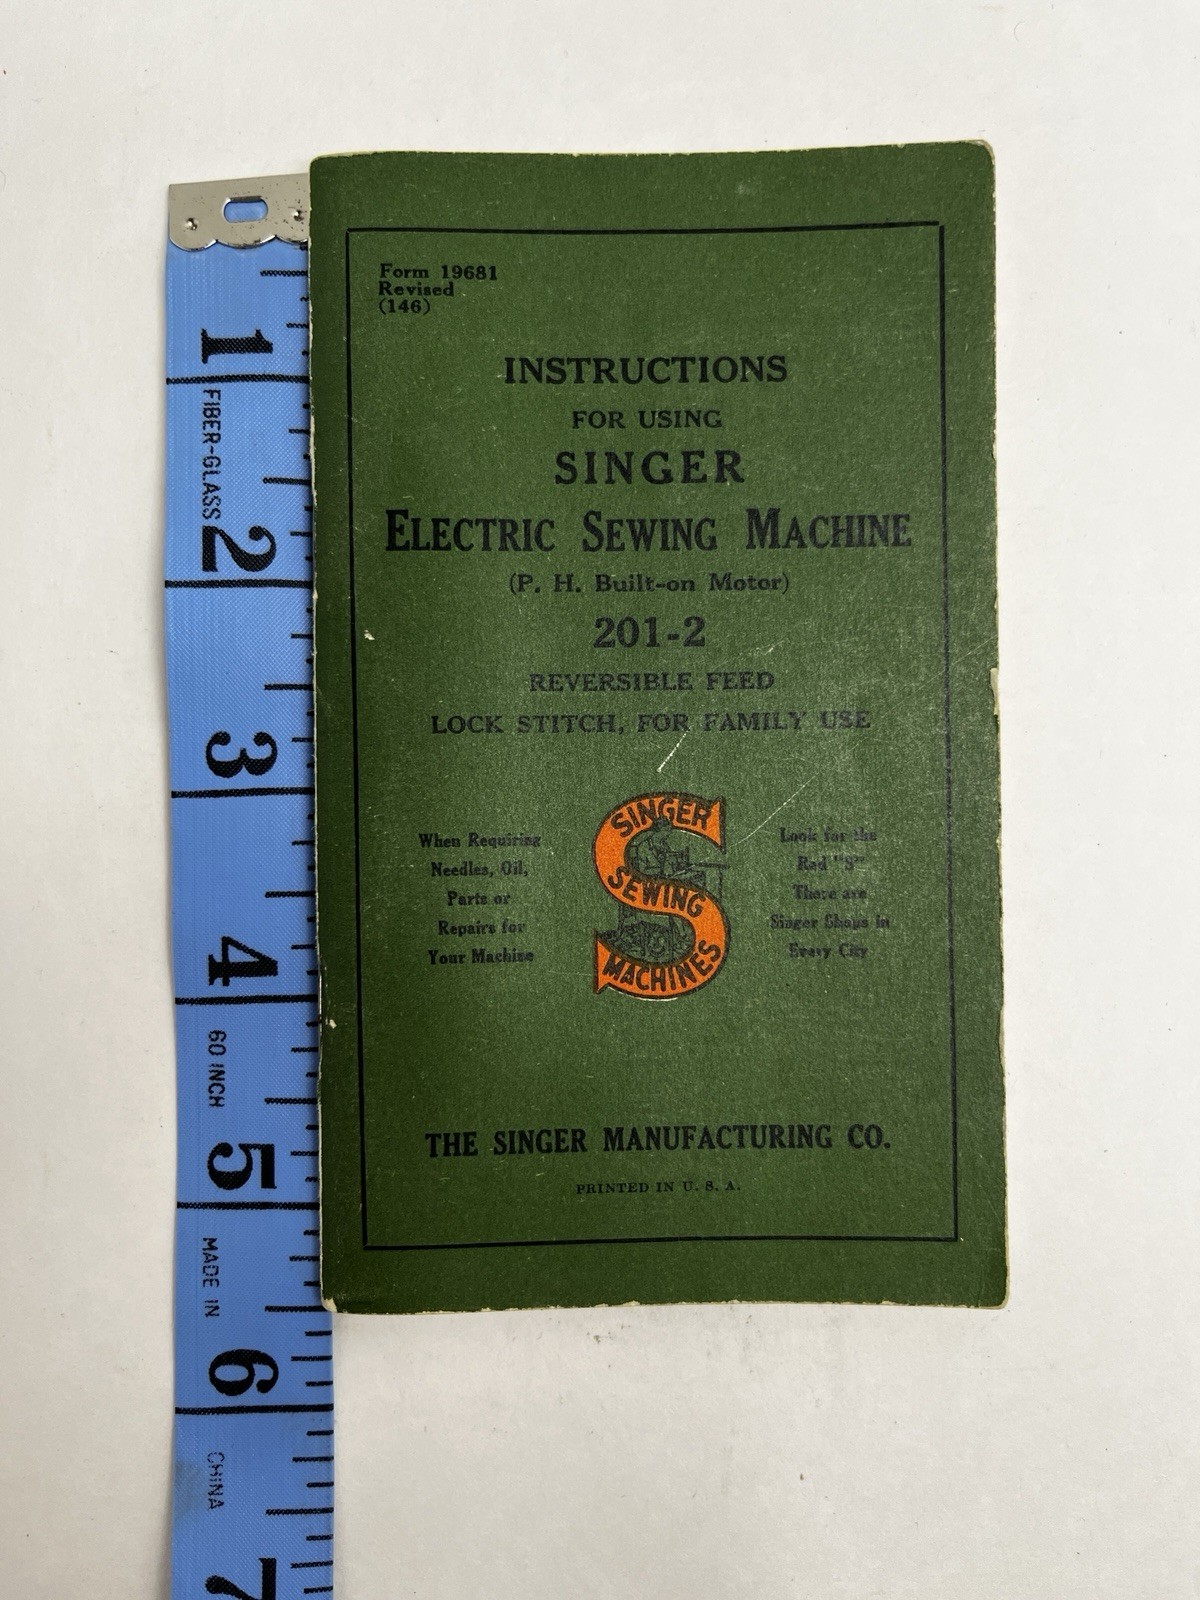 Form 19681
Revised
(146)
INSTRUCTIONS
FOR USING
SINGER
ELECTRIC SEWING MACHINE
(P. H. Built-on Motor)
201-2
REVERSIBLE FEED
LOCK STITCH, FOR FAMILY USE
When Requiring
Needles, Oil,
Parts or
Repairs for
Your Machine
SINGER
SEWING
MACHINES
Look for the
Red "S"
There are
Singer Shops in
Every City
THE SINGER MANUFACTURING CO.
PRINTED IN U. S. A.
1
FIBER-GLASS
2
3
4
60 INCH
5
MADE IN
6
CHINA
7